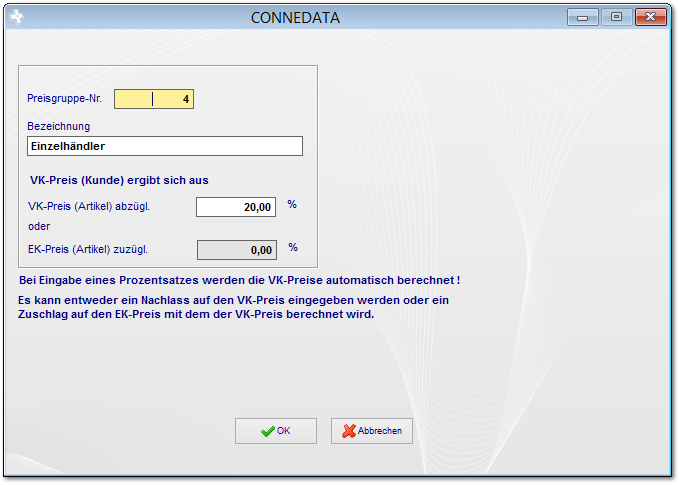 CONNEDATA
Preisgruppe-Nr. 4
Bezeichnung
Einzelhändler
VK-Preis (Kunde) ergibt sich aus
VK-Preis (Artikel) abzügl. 20,00 %
oder
EK-Preis (Artikel) zuzügl. 0,00 %
Bei Eingabe eines Prozentsatzes werden die VK-Preise automatisch berechnet !
Es kann entweder ein Nachlass auf den VK-Preis eingegeben werden oder ein
Zuschlag auf den EK-Preis mit dem der VK-Preis berechnet wird.
OK Abbrechen